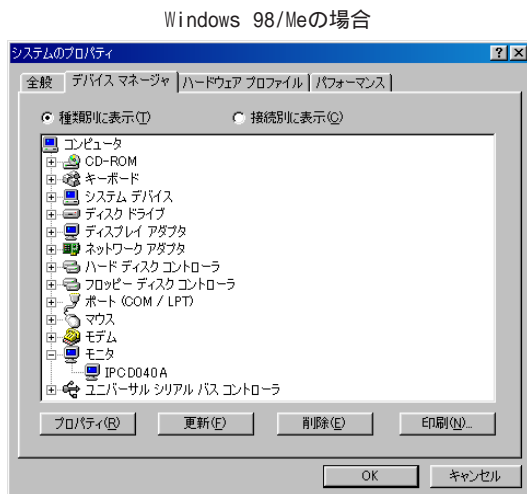 Windows 98/Meの場合
システムのプロパティ
全般 デバイス マネージャ ハードウェア プロファイル パフォーマンス
種類別に表示(T) 接続別に表示(C)
コンピュータ
CD-ROM
キーボード
システム デバイス
ディスク ドライブ
ディスプレイ アダプタ
ネットワーク アダプタ
ハード ディスク コントローラ
フロッピー ディスク コントローラ
ポート (COM / LPT)
マウス
モデム
モニタ
IPCD040A
ユニバーサル シリアル バス コントローラ
プロパティ(R) 更新(F) 削除(E) 印刷(N)...
OK キャンセル